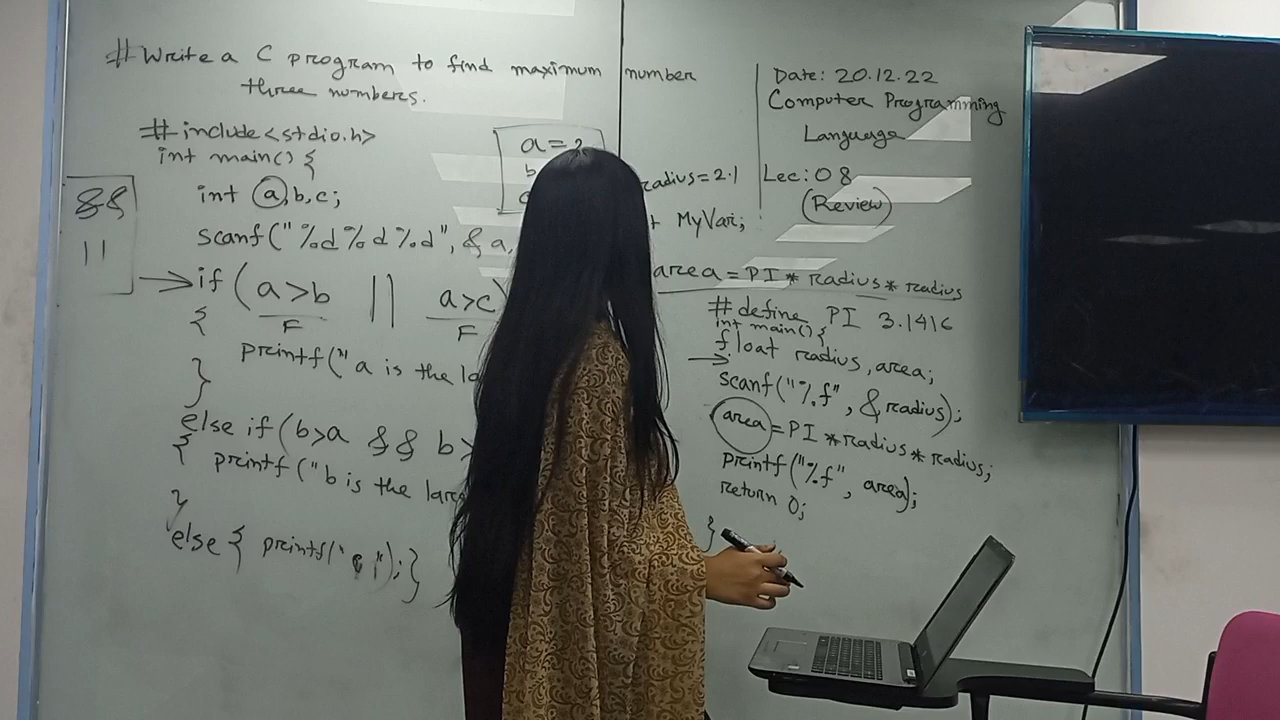 # Write a C program to find maximum number
three numbers.
# include<stdio.h>
int main() {
int a, b, c;
scanf("%d%d%d", &a,
if (a>b || a>c)
F F
{
printf("a is the
}
else if (b>a && b>
{
printf("b is the
}
else { printf(" "); }
&&
||
a=2
b
radius=2.1
MyVar;
Date: 20.12.22
Computer Programming
Language
Lec: 08
(Review)
area = PI * radius * radius
# define PI 3.1416
int main() {
float radius, area;
scanf("%f", &radius);
area = PI * radius * radius;
printf("%f", area);
return 0;
}